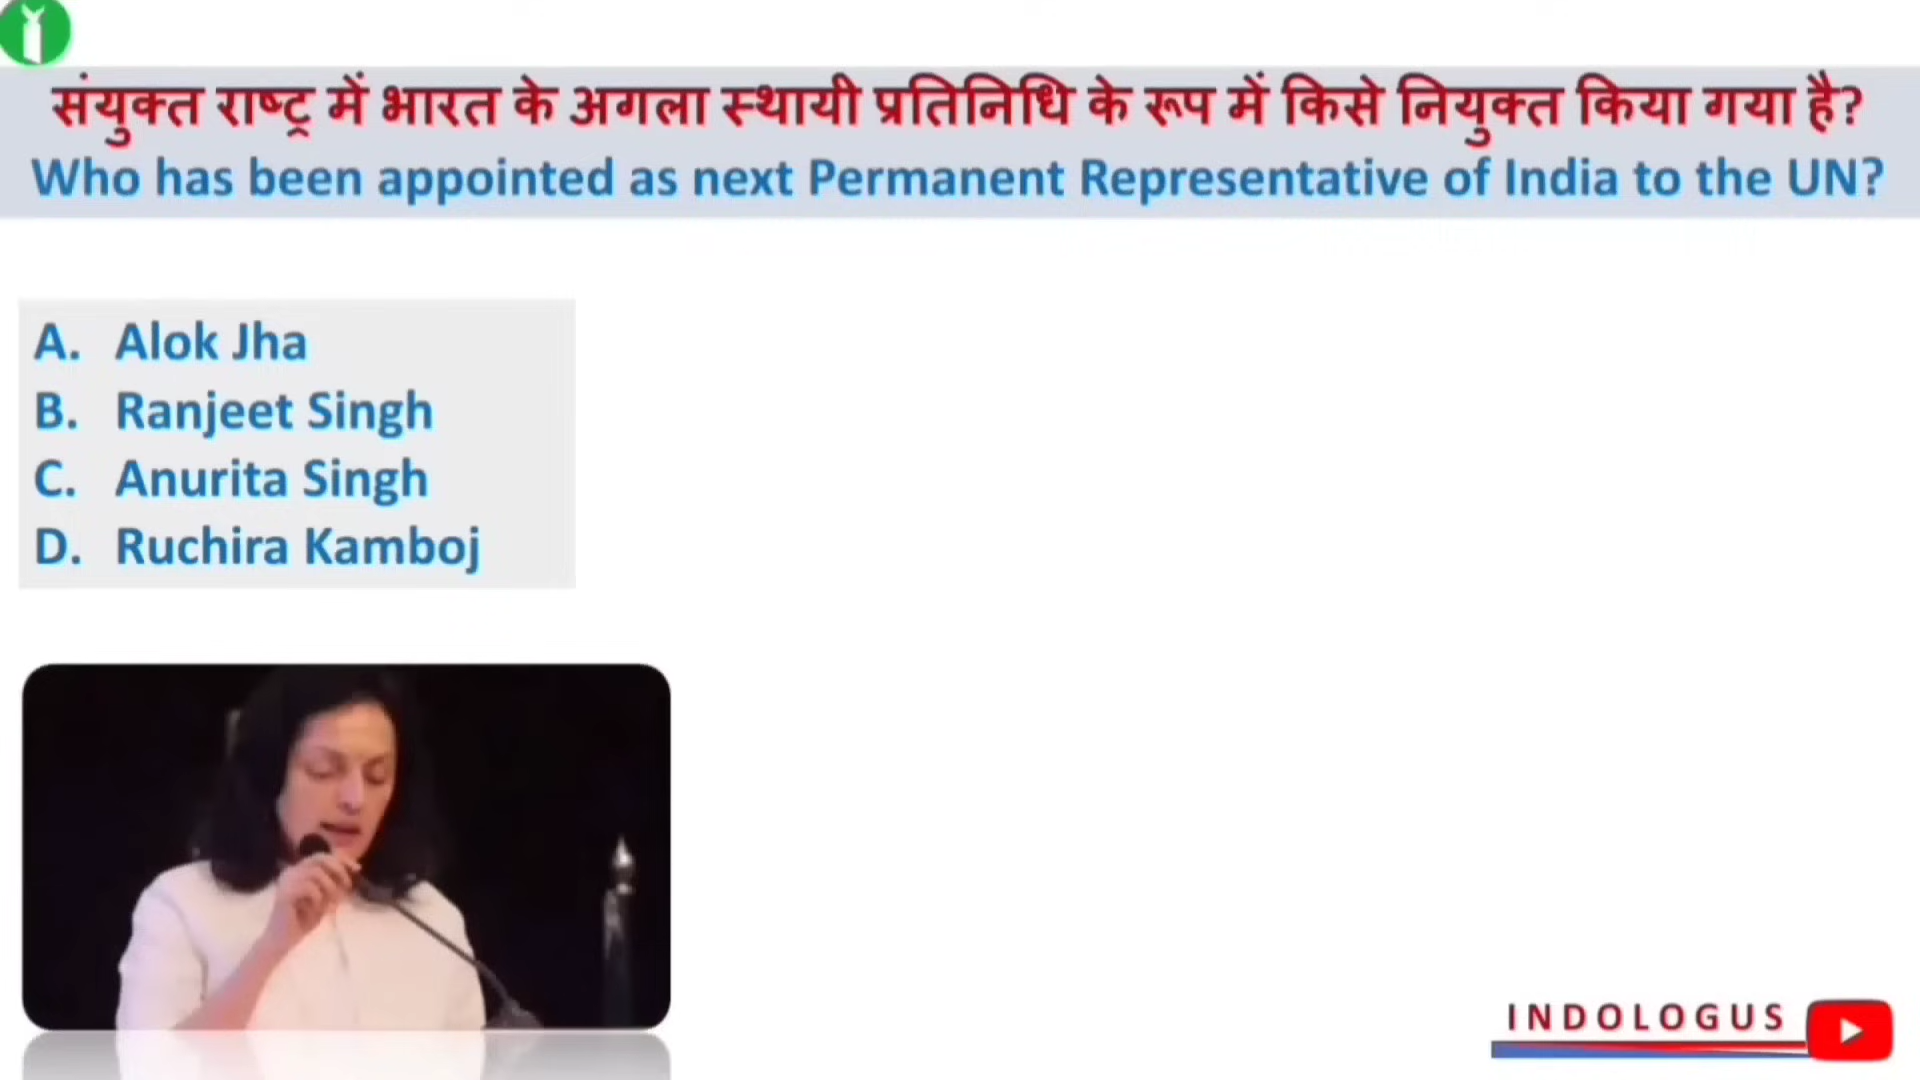 संयुक्त राष्ट्र में भारत के अगला स्थायी प्रतिनिधि के रूप में किसे नियुक्त किया गया है?
Who has been appointed as next Permanent Representative of India to the UN?
A. Alok Jha
B. Ranjeet Singh
C. Anurita Singh
D. Ruchira Kamboj
INDOLOGUS